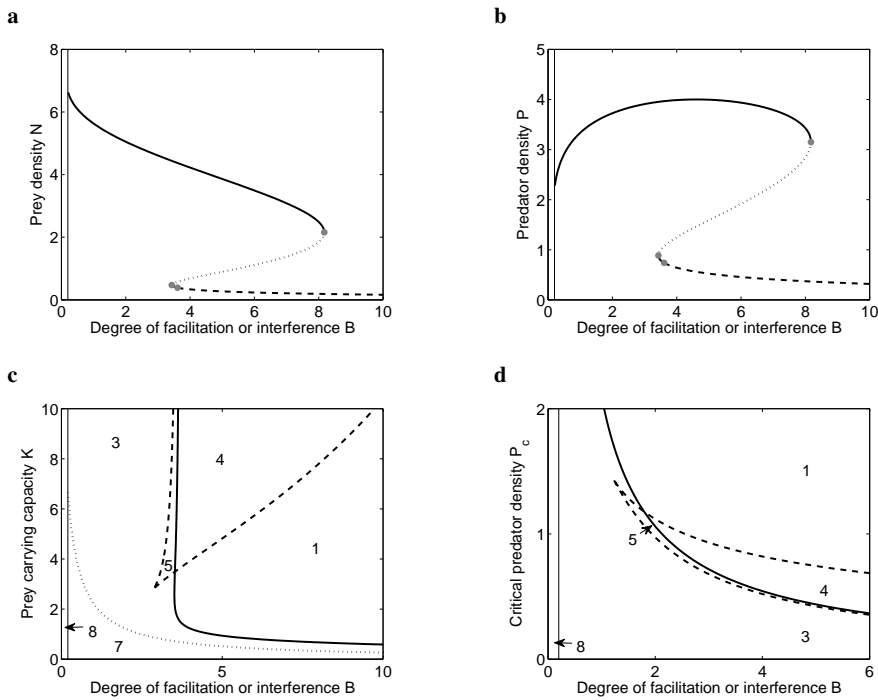 a
8
6
4
2
0
0 2 4 6 8 10
Prey density N
Degree of facilitation or interference B
b
5
4
3
2
1
0
0 2 4 6 8 10
Predator density P
Degree of facilitation or interference B
c
10
8
6
4
2
0
0 5 10
Prey carrying capacity K
Degree of facilitation or interference B
3
4
5
1
8
7
d
2
1
0
0 2 4 6
Critical predator density Pc
Degree of facilitation or interference B
1
5
4
3
8